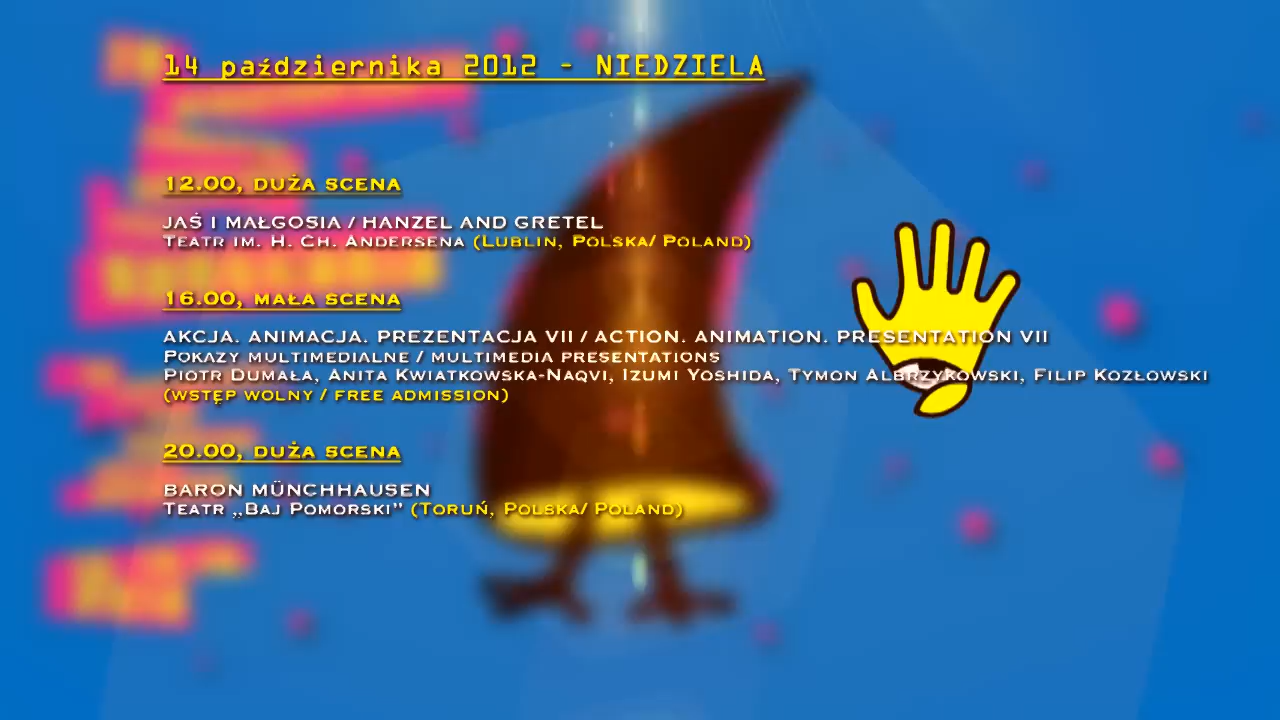 14 października 2012 - NIEDZIELA
12.00, DUŻA SCENA
JAŚ I MAŁGOSIA / HANZEL AND GRETEL
TEATR IM. H. CH. ANDERSENA (LUBLIN, POLSKA/ POLAND)
16.00, MAŁA SCENA
AKCJA. ANIMACJA. PREZENTACJA VII / ACTION. ANIMATION. PRESENTATION VII
POKAZY MULTIMEDIALNE / MULTIMEDIA PRESENTATIONS
PIOTR DUMAŁA, ANITA KWIATKOWSKA-NAQVI, IZUMI YOSHIDA, TYMON ALBRZYKOWSKI, FILIP KOZŁOWSKI
(WSTĘP WOLNY / FREE ADMISSION)
20.00, DUŻA SCENA
BARON MÜNCHHAUSEN
TEATR „BAJ POMORSKI” (TORUŃ, POLSKA/ POLAND)